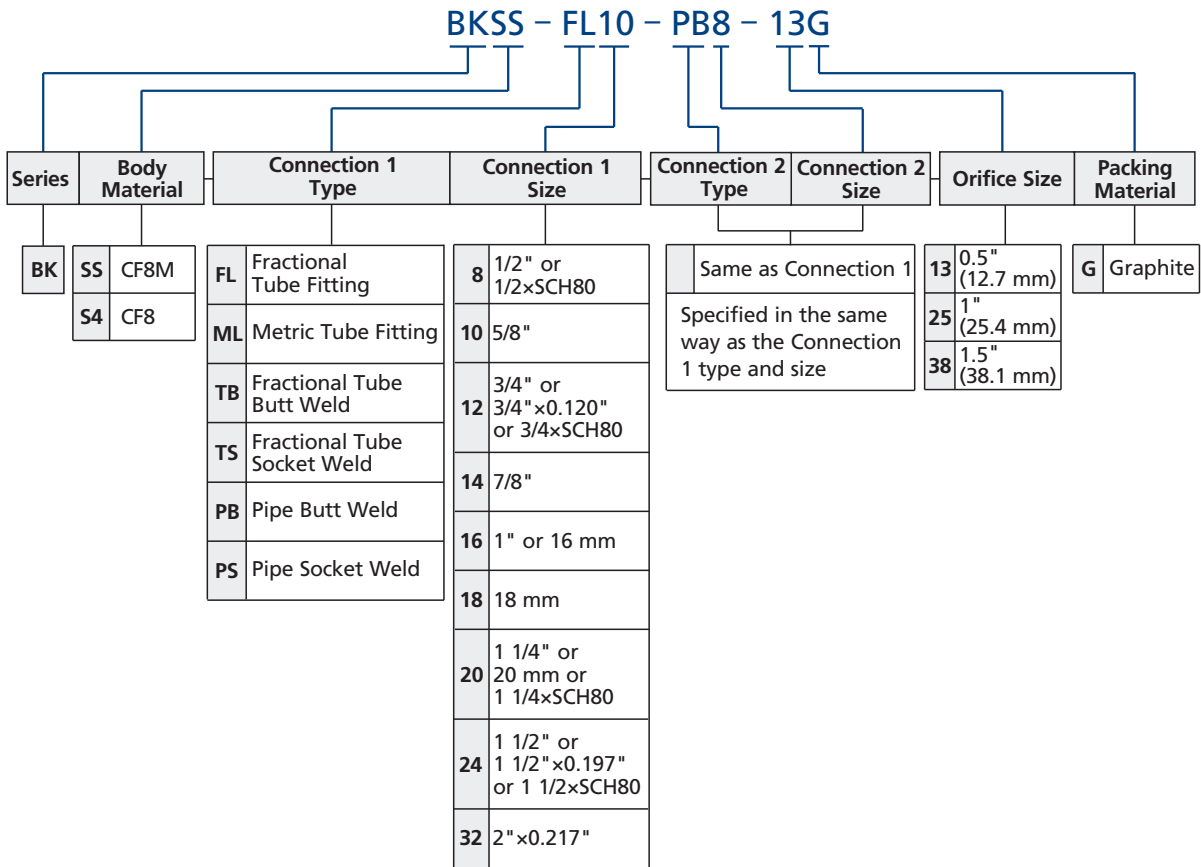 BKSS – FL10 – PB8 – 13G
Series
Body
Material
Connection 1
Type
Connection 1
Size
Connection 2
Type
Connection 2
Size
Orifice Size
Packing
Material
BK
SS CF8M
S4 CF8
FL Fractional
Tube Fitting
ML Metric Tube Fitting
TB Fractional Tube
Butt Weld
TS Fractional Tube
Socket Weld
PB Pipe Butt Weld
PS Pipe Socket Weld
8 1/2" or
1/2×SCH80
10 5/8"
12 3/4" or
3/4"×0.120"
or 3/4×SCH80
14 7/8"
16 1" or 16 mm
18 18 mm
20 1 1/4" or
20 mm or
1 1/4×SCH80
24 1 1/2" or
1 1/2"×0.197"
or 1 1/2×SCH80
32 2"×0.217"
Same as Connection 1
Specified in the same
way as the Connection
1 type and size
13 0.5"
(12.7 mm)
25 1"
(25.4 mm)
38 1.5"
(38.1 mm)
G Graphite